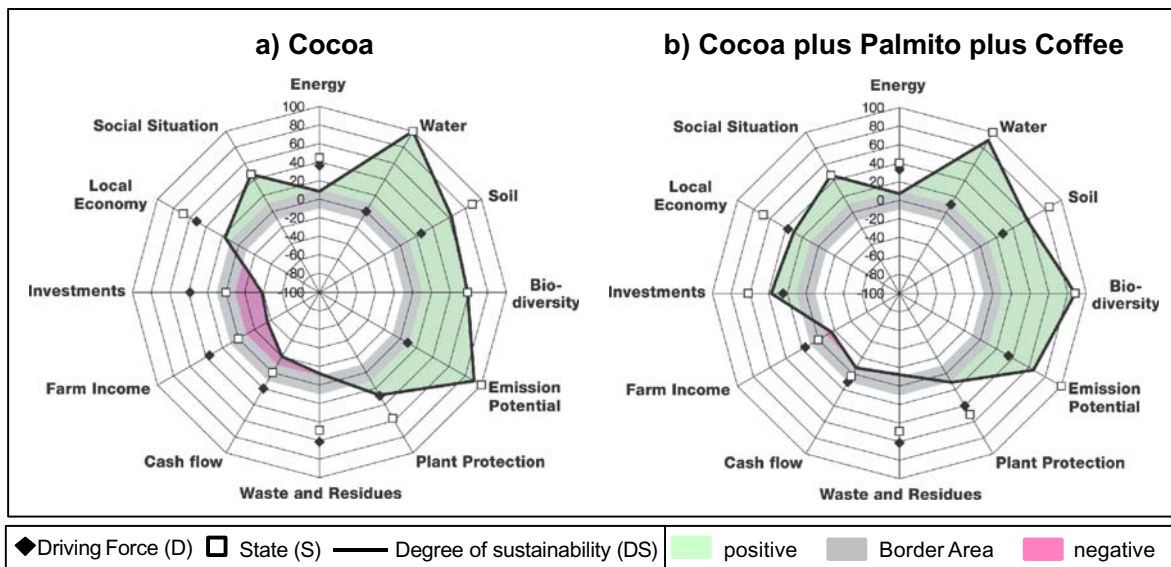 a) Cocoa
b) Cocoa plus Palmito plus Coffee
Energy
Water
Soil
Bio-
diversity
Emission
Potential
Plant Protection
Waste and Residues
Cash flow
Farm Income
Investments
Local
Economy
Social Situation
100
80
60
40
20
0
-20
-40
-60
-80
-100
Energy
Water
Soil
Bio-
diversity
Emission
Potential
Plant Protection
Waste and Residues
Cash flow
Farm Income
Investments
Local
Economy
Social Situation
100
80
60
40
20
0
-20
-40
-60
-80
-100
Driving Force (D) State (S) Degree of sustainability (DS) positive Border Area negative